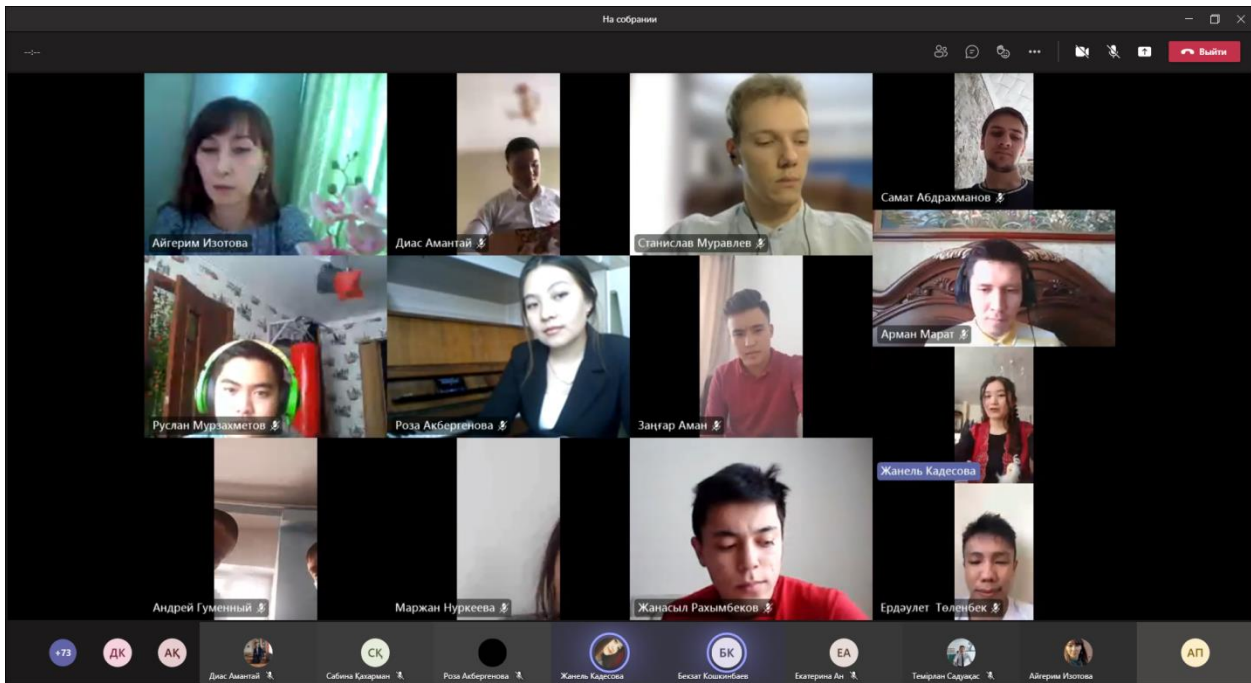 На собрании
--:--
Выйти
Айгерим Изотова
Диас Амантай
Станислав Муравлев
Самат Абдрахманов
Арман Марат
Руслан Мурзахметов
Роза Акбергенова
Заңғар Аман
Жанель Кадесова
Андрей Гуменный
Маржан Нуркеева
Жанасыл Рахымбеков
Ердәулет Төленбек
+73
ДК
АҚ
СҚ
БК
ЕА
АП
Диас Амантай
Сабина Қахарман
Роза Акбергенова
Жанель Кадесова
Бекзат Кошкинбаев
Екатерина Ан
Темірлан Садуақас
Айгерим Изотова